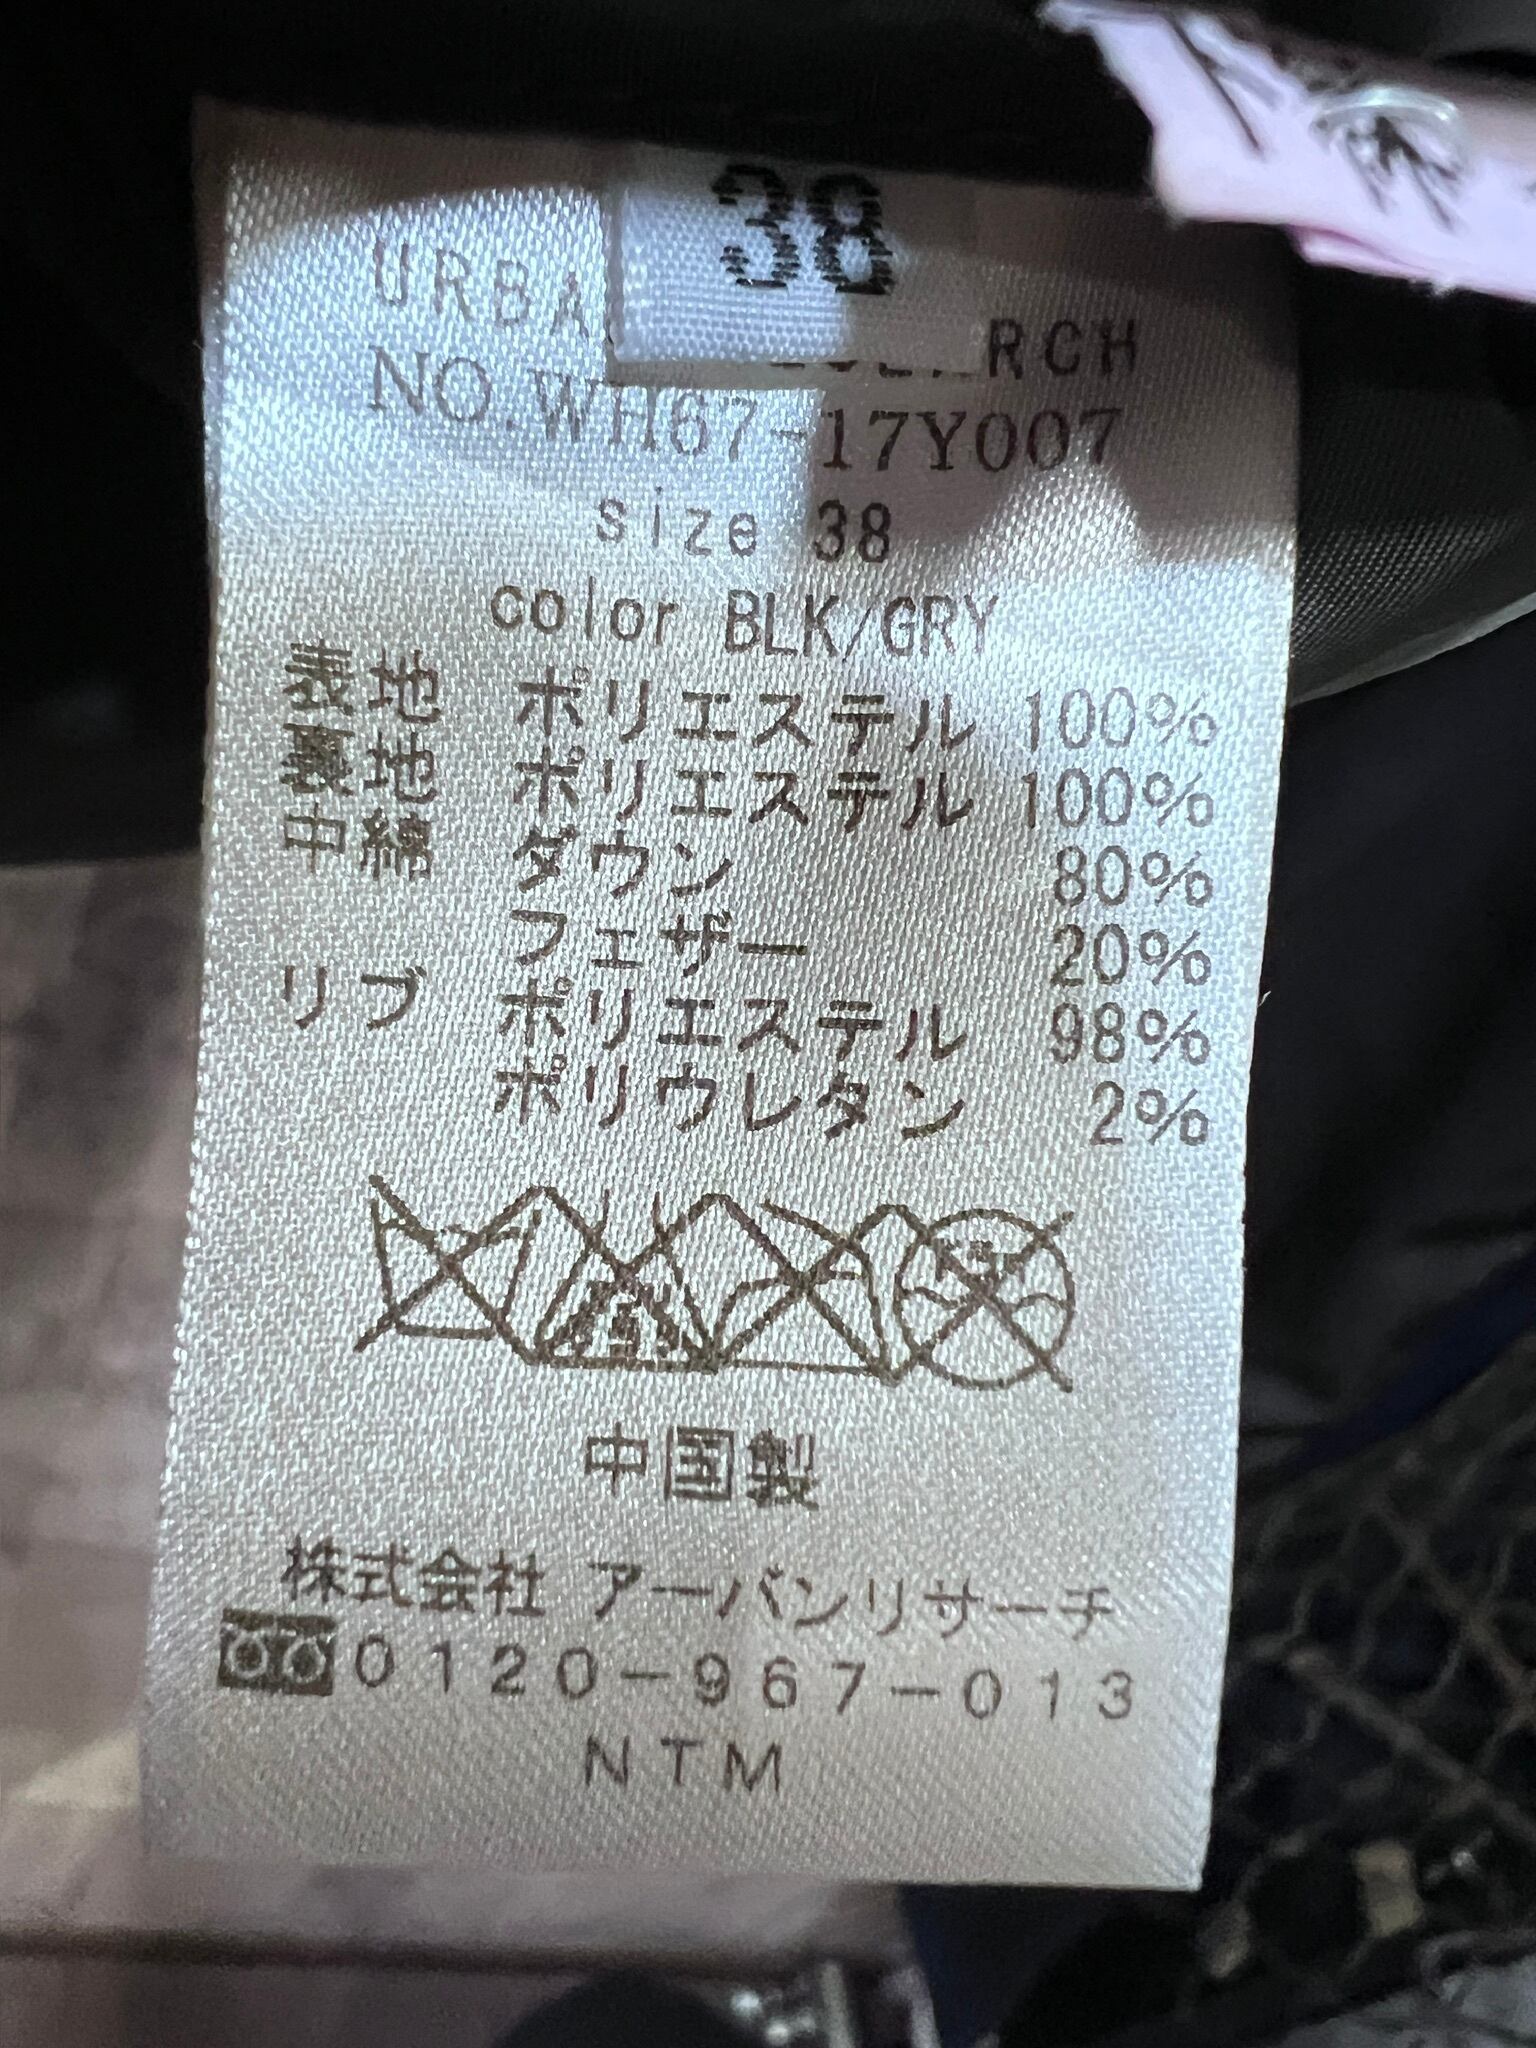 38
URBA RCH
NO.WH67-17Y007
size 38
color BLK/GRY
表地 ポリエステル 100%
裏地 ポリエステル 100%
中綿 ダウン 80%
フェザー 20%
リブ ポリエステル 98%
ポリウレタン 2%
中国製
株式会社 アーバンリサーチ
0120-967-013
NTM